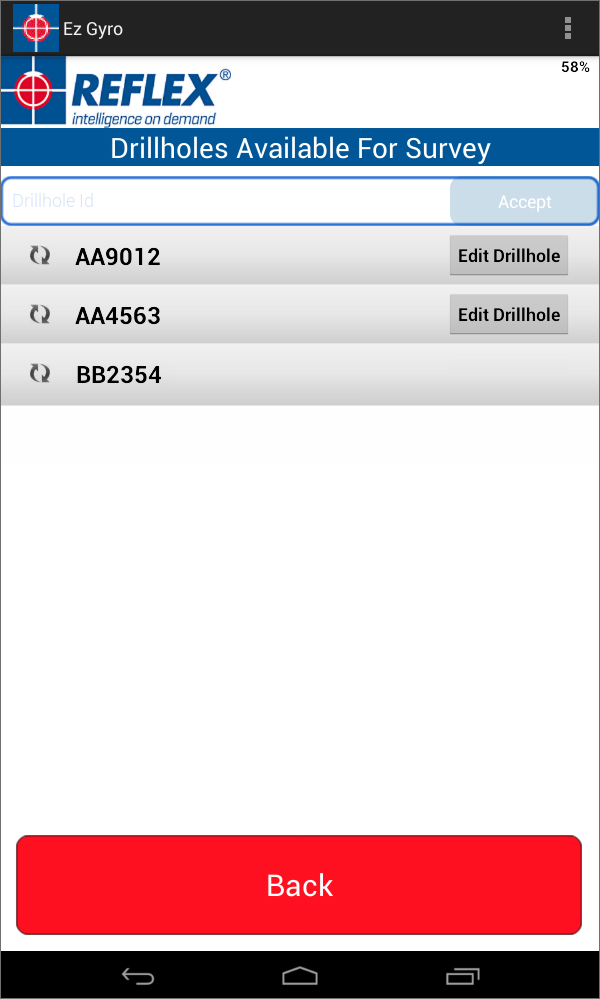 Ez Gyro
58%
REFLEX®
intelligence on demand
Drillholes Available For Survey
Drillhole Id Accept
AA9012 Edit Drillhole
AA4563 Edit Drillhole
BB2354
Back